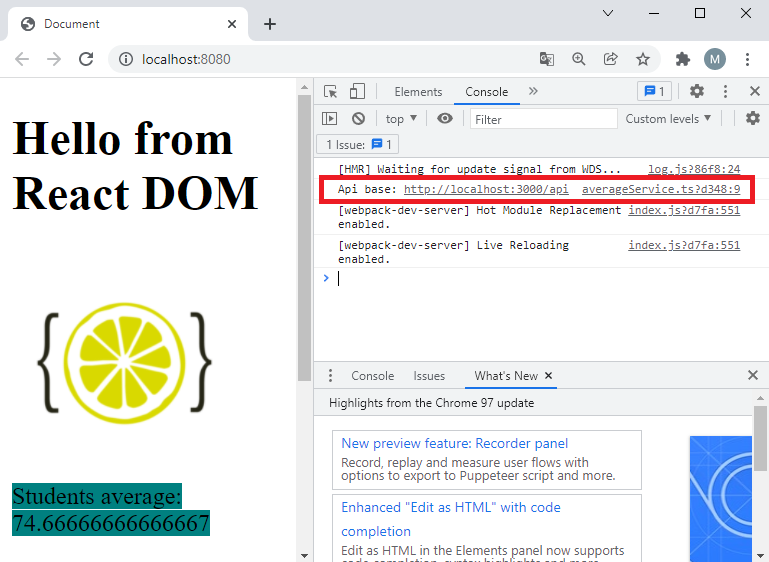 Document
localhost:8080
M
Elements
Console
1
top
Filter
Custom levels
1 Issue:
1
Hello from
React DOM
{ }
Students average:
74.66666666666667
[HMR] Waiting for update signal from WDS... log.js?86f8:24
Api base: http://localhost:3000/api averageService.ts?d348:9
[webpack-dev-server] Hot Module Replacement index.js?d7fa:551
enabled.
[webpack-dev-server] Live Reloading index.js?d7fa:551
enabled.
Console
Issues
What's New
Highlights from the Chrome 97 update
New preview feature: Recorder panel
Record, replay and measure user flows with
options to export to Puppeteer script and more.
Enhanced "Edit as HTML" with code
completion
Edit as HTML in the Elements panel now supports